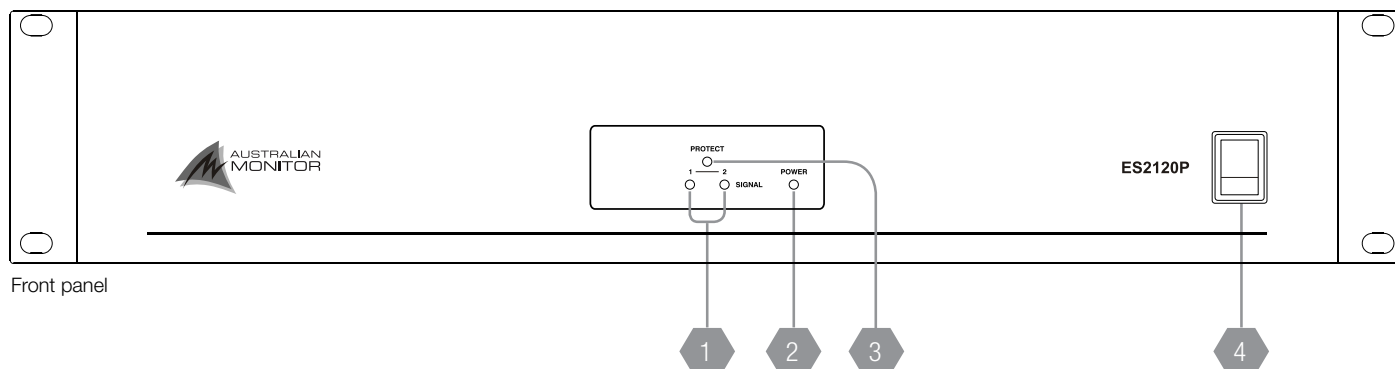 AUSTRALIAN
MONITOR
PROTECT
1 2 SIGNAL POWER
ES2120P
Front panel
1 2 3 4